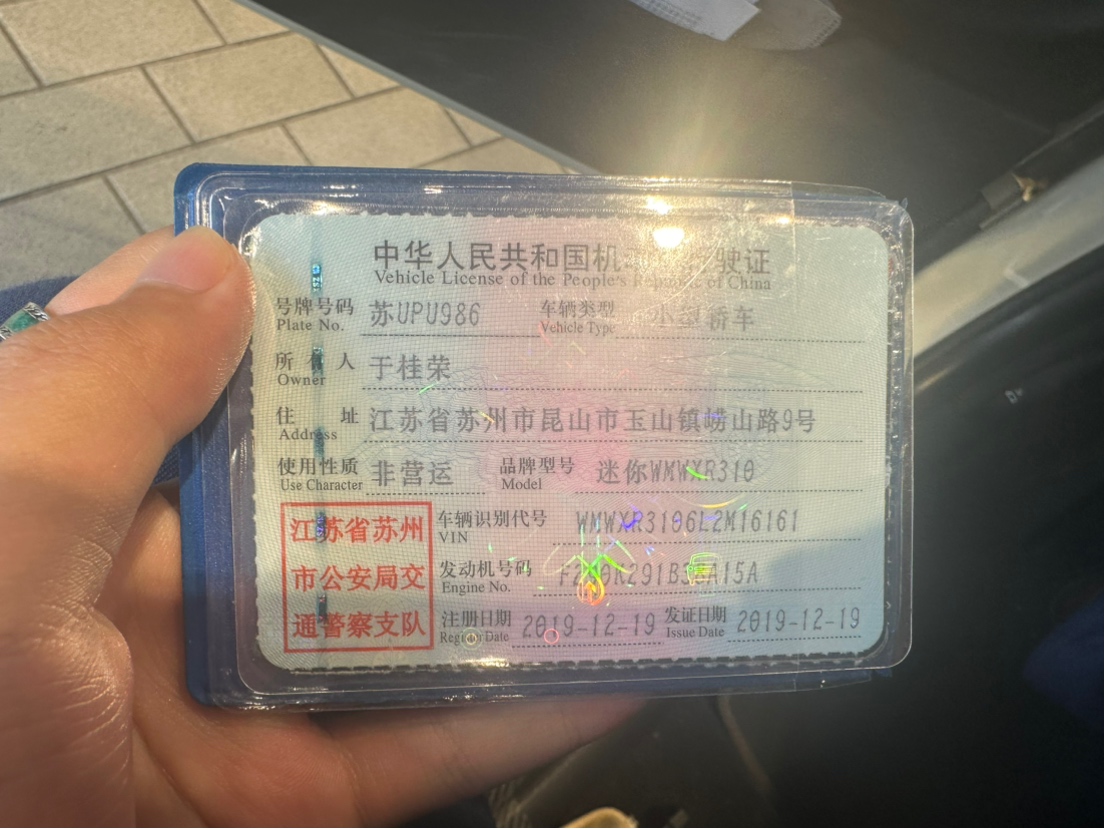 中华人民共和国机动车行驶证
Vehicle License of the People's Republic of China
号牌号码 Plate No. 苏UPU986 车辆类型 Vehicle Type 小型轿车
所有人 Owner 于桂荣
住址 Address 江苏省苏州市昆山市玉山镇崂山路9号
使用性质 Use Character 非营运 品牌型号 Model 迷你WMWXR310
江苏省苏州
市公安局交
通警察支队
车辆识别代号 VIN WMWXR3106L2M16161
发动机号码 Engine No.
注册日期 Register Date 2019-12-19 发证日期 Issue Date 2019-12-19